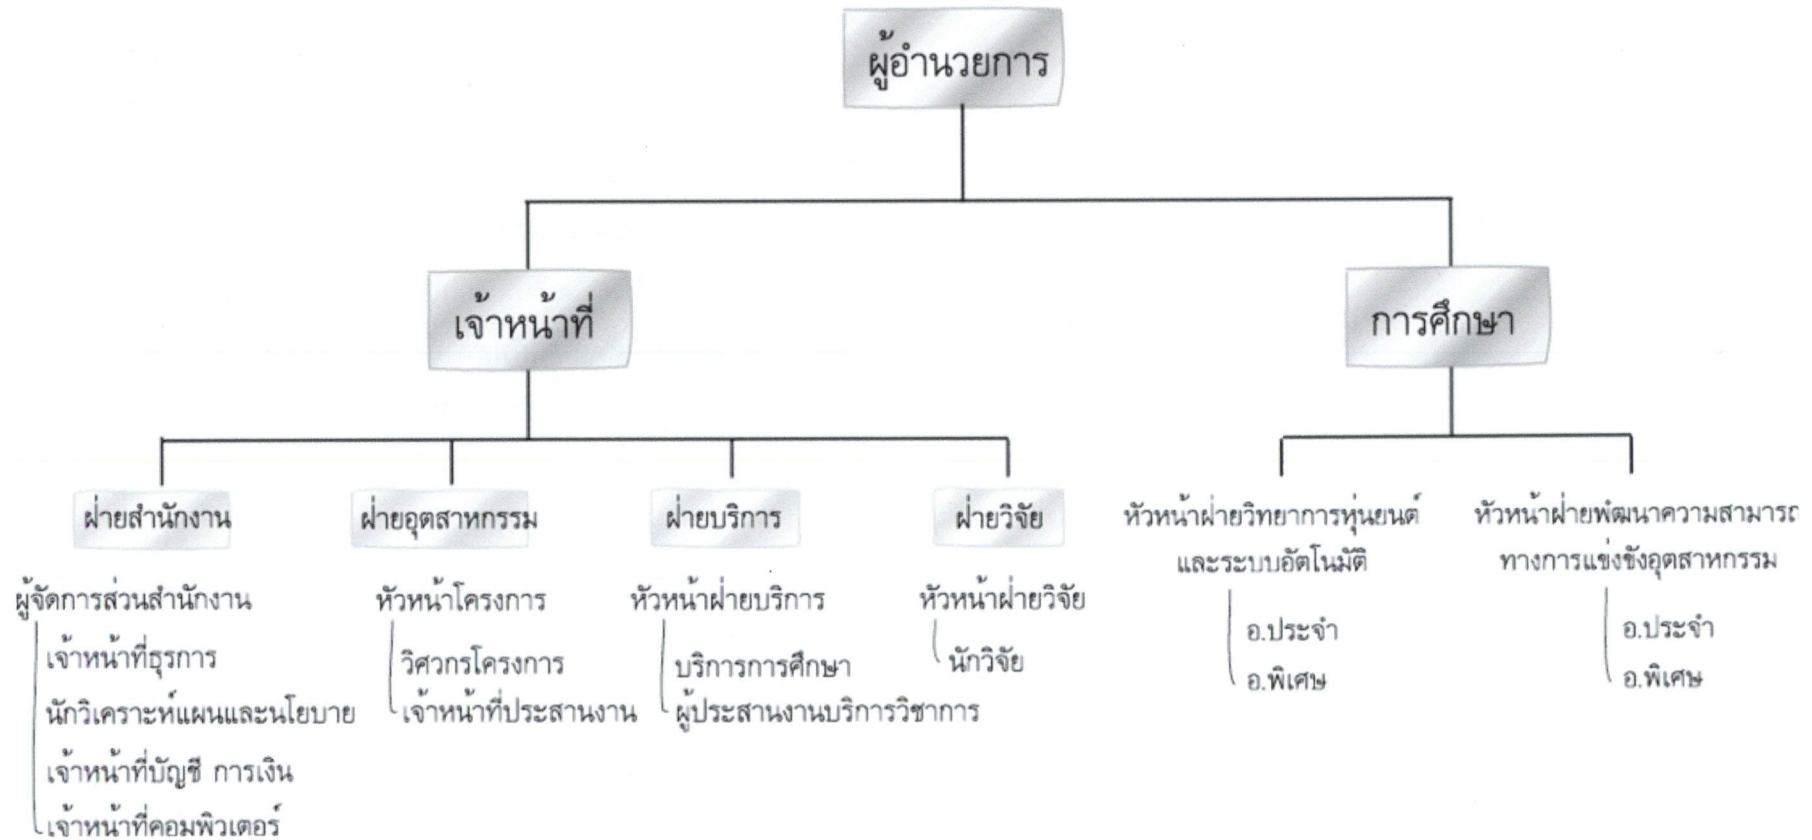 ผู้อำนวยการ
เจ้าหน้าที่
การศึกษา
ฝ่ายสำนักงาน
ผู้จัดการส่วนสำนักงาน
เจ้าหน้าที่ธุรการ
นักวิเคราะห์แผนและนโยบาย
เจ้าหน้าที่บัญชี การเงิน
เจ้าหน้าที่คอมพิวเตอร์
ฝ่ายอุตสาหกรรม
หัวหน้าโครงการ
วิศวกรโครงการ
เจ้าหน้าที่ประสานงาน
ฝ่ายบริการ
หัวหน้าฝ่ายบริการ
บริการการศึกษา
ผู้ประสานงานบริการวิชาการ
ฝ่ายวิจัย
หัวหน้าฝ่ายวิจัย
นักวิจัย
หัวหน้าฝ่ายวิทยาการหุ่นยนต์
และระบบอัตโนมัติ
อ.ประจำ
อ.พิเศษ
หัวหน้าฝ่ายพัฒนาความสามารถ
ทางการแข่งขังอุตสาหกรรม
อ.ประจำ
อ.พิเศษ